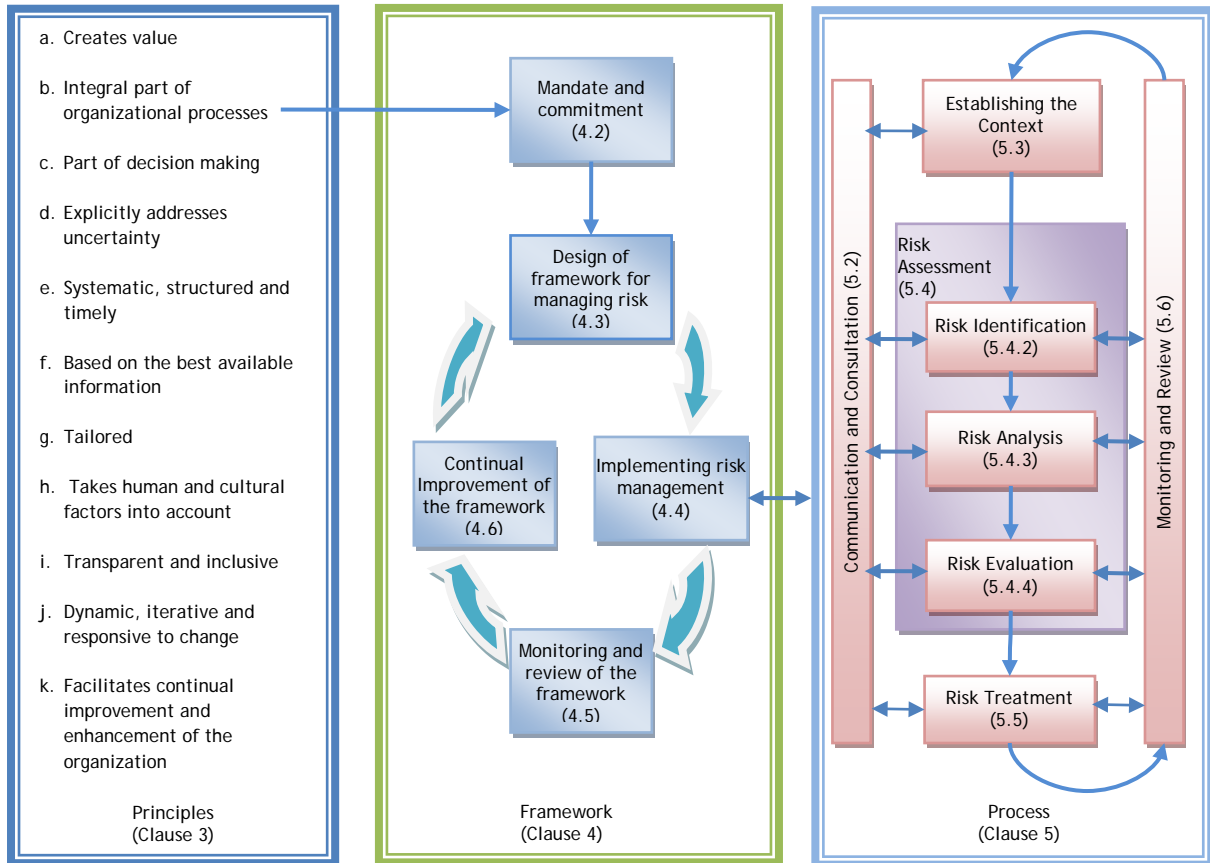 a. Creates value
b. Integral part of
organizational processes
c. Part of decision making
d. Explicitly addresses
uncertainty
e. Systematic, structured and
timely
f. Based on the best available
information
g. Tailored
h. Takes human and cultural
factors into account
i. Transparent and inclusive
j. Dynamic, iterative and
responsive to change
k. Facilitates continual
improvement and
enhancement of the
organization
Principles
(Clause 3)
Mandate and
commitment
(4.2)
Design of
framework for
managing risk
(4.3)
Continual
Improvement of
the framework
(4.6)
Implementing risk
management
(4.4)
Monitoring and
review of the
framework
(4.5)
Framework
(Clause 4)
Communication and Consultation (5.2)
Establishing the
Context
(5.3)
Risk
Assessment
(5.4)
Risk Identification
(5.4.2)
Risk Analysis
(5.4.3)
Risk Evaluation
(5.4.4)
Risk Treatment
(5.5)
Monitoring and Review (5.6)
Process
(Clause 5)